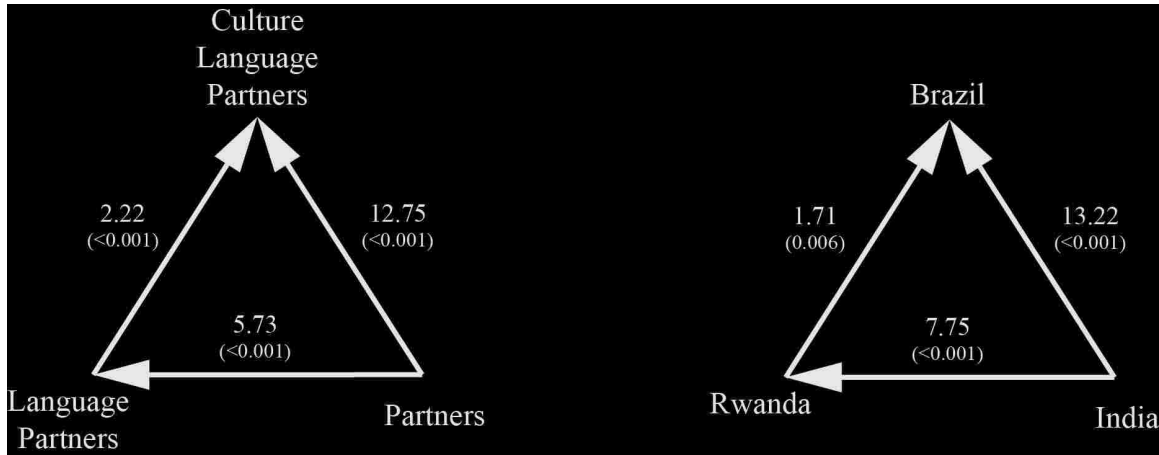 Culture
Language
Partners
2.22
(<0.001)
12.75
(<0.001)
5.73
(<0.001)
Language
Partners
Partners
Brazil
1.71
(0.006)
13.22
(<0.001)
7.75
(<0.001)
Rwanda
India